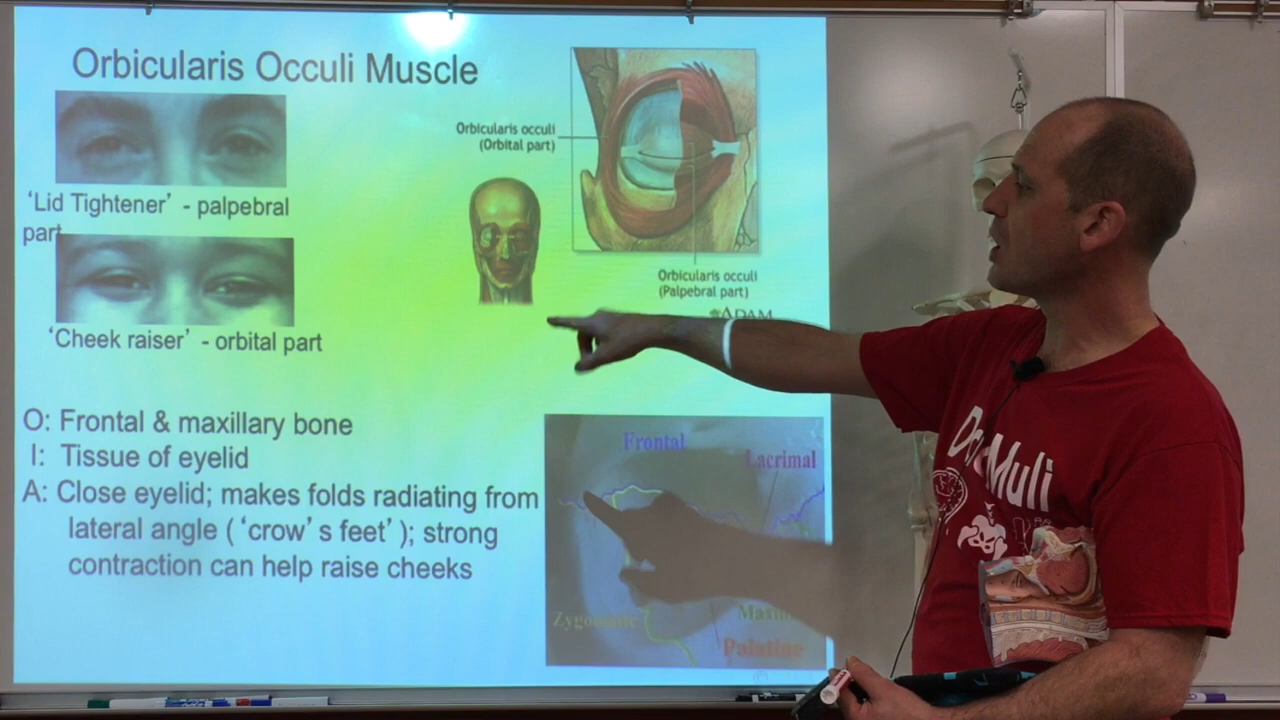 Orbicularis Occuli Muscle
Orbicularis occuli
(Orbital part)
‘Lid Tightener’ - palpebral
part
Orbicularis occuli
(Palpebral part)
ADAM
‘Cheek raiser’ - orbital part
O: Frontal & maxillary bone
I: Tissue of eyelid
A: Close eyelid; makes folds radiating from
lateral angle (‘crow’s feet’); strong
contraction can help raise cheeks
Frontal
Lacrimal
Palatine
Muli